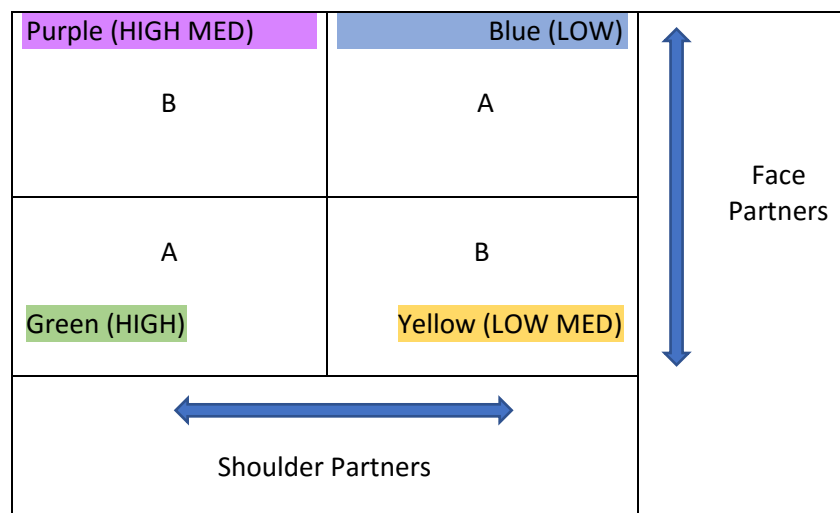 Purple (HIGH MED)
Blue (LOW)
B
A
Face
Partners
A
B
Green (HIGH)
Yellow (LOW MED)
Shoulder Partners